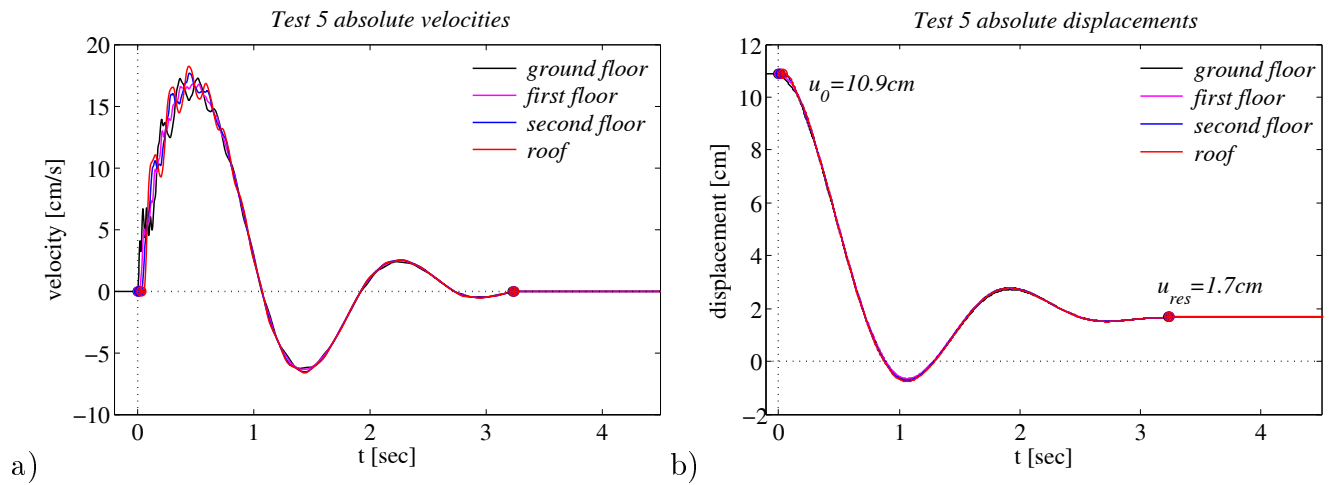 Test 5 absolute velocities
20
15
10
5
0
−5
−10
velocity [cm/s]
ground floor
first floor
second floor
roof
0
1
2
3
4
t [sec]
a)
Test 5 absolute displacements
12
10
8
6
4
2
0
−2
displacement [cm]
u0=10.9cm
ground floor
first floor
second floor
roof
ures=1.7cm
0
1
2
3
4
t [sec]
b)